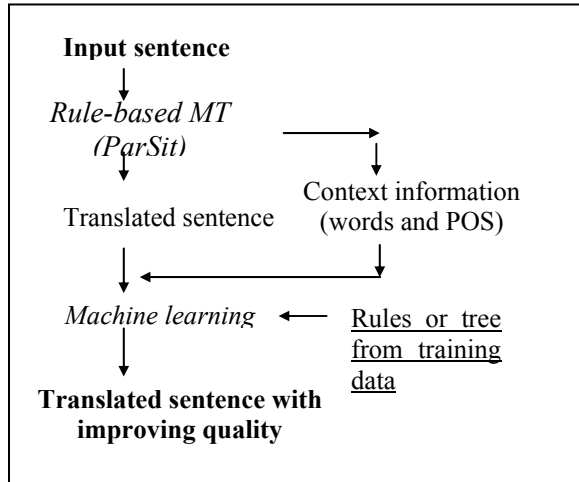 Input sentence
Rule-based MT
(ParSit)
Context information
(words and POS)
Translated sentence
Machine learning
Rules or tree
from training
data
Translated sentence with
improving quality